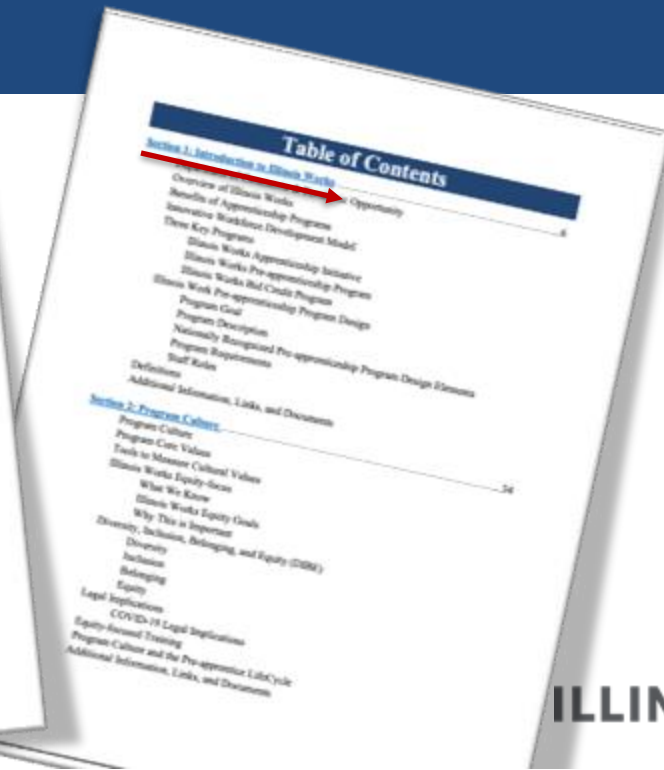 Table of Contents
Section 1: Introduction to Illinois Works 6
Opportunity
Overview of Illinois Works
Benefits of Apprenticeship Programs
Innovative Workforce Development Model
Three Key Programs
Illinois Works Apprenticeship Initiative
Illinois Works Pre-apprenticeship Program
Illinois Works Bid Credit Program
Illinois Work Pre-apprenticeship Program Design
Program Goal
Program Description
Nationally Recognized Pre-apprenticeship Program Design Elements
Program Requirements
Staff Roles
Definitions
Additional Information, Links, and Documents
Section 2: Program Culture 34
Program Culture
Program Core Values
Tools to Measure Cultural Values
Illinois Works Equity-focus
What We Know
Illinois Works Equity Goals
Why This is Important
Diversity, Inclusion, Belonging, and Equity (DIBE)
Diversity
Inclusion
Belonging
Equity
Legal Implications
COVID-19 Legal Implications
Equity-focused Training
Program Culture and the Pre-apprentice LifeCycle
Additional Information, Links, and Documents
ILLIN